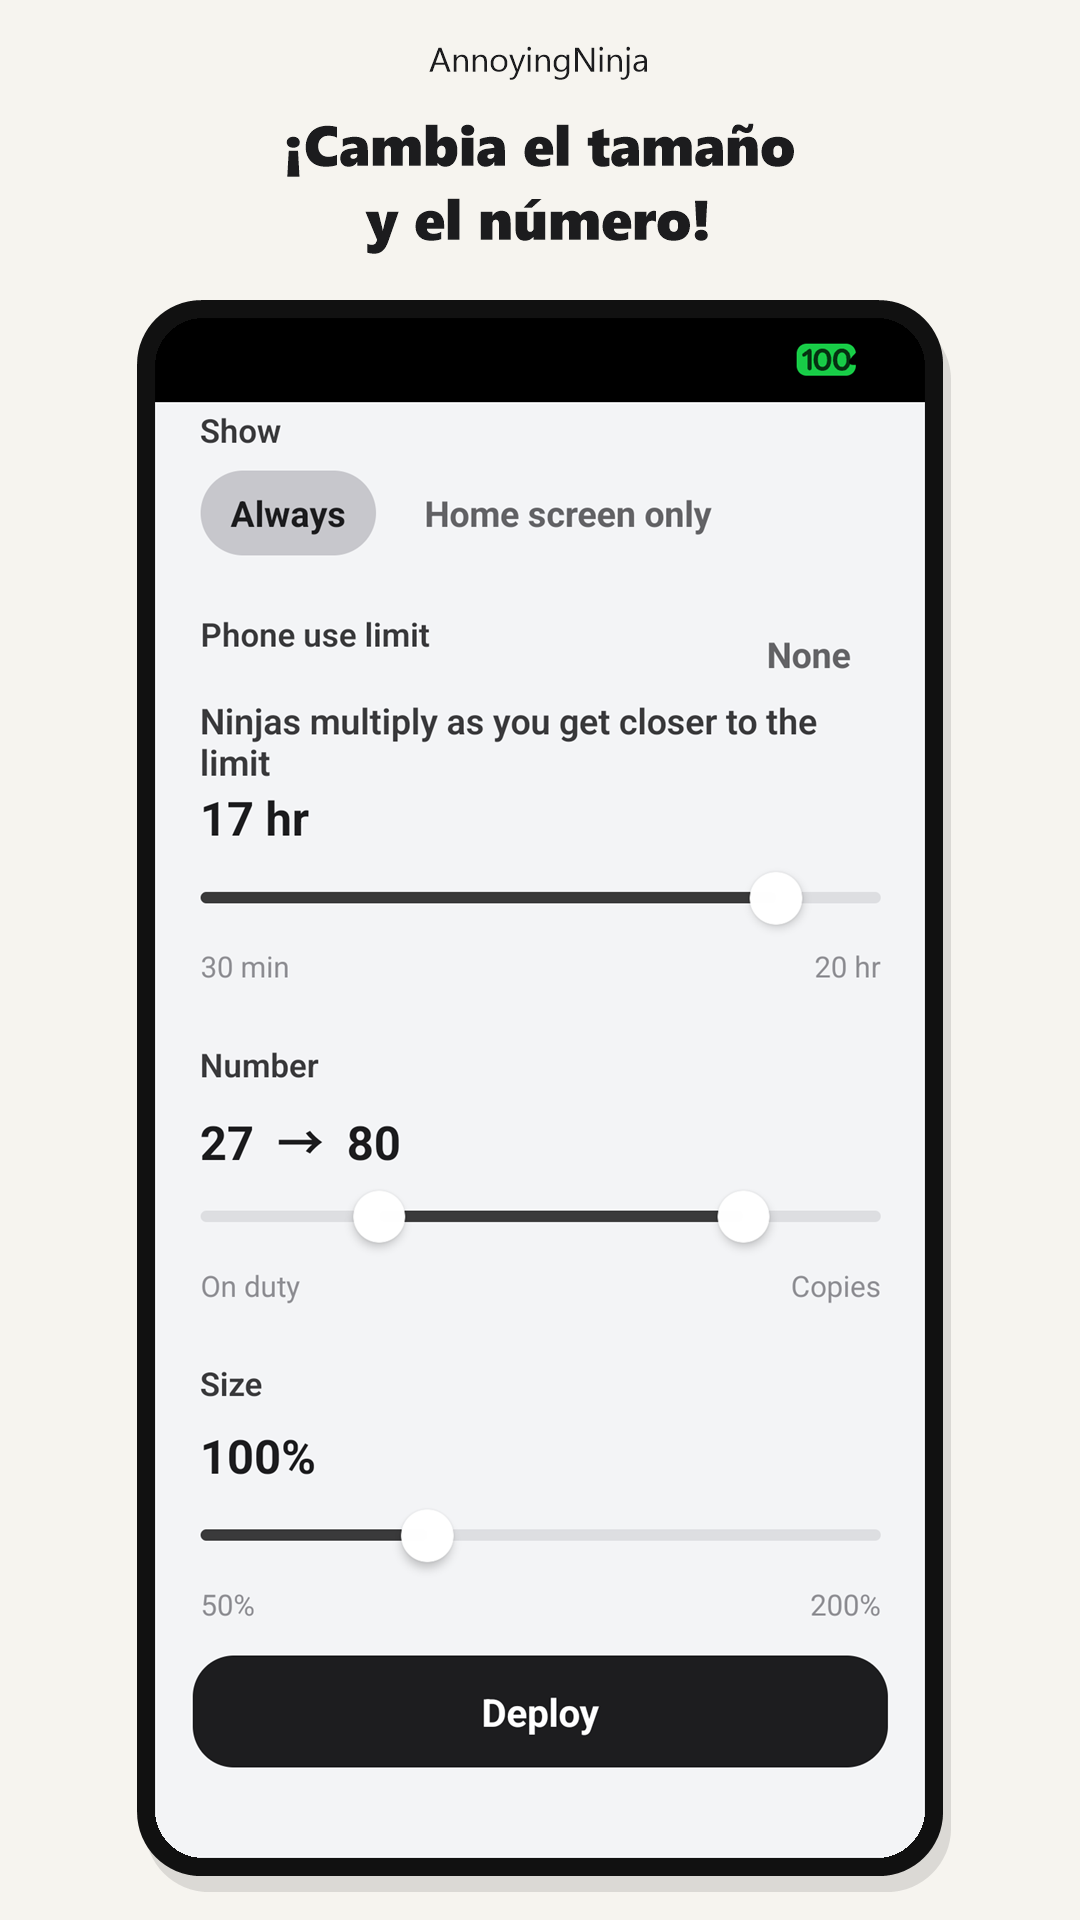 AnnoyingNinja
¡Cambia el tamaño
y el número!
100
Show
Always
Home screen only
Phone use limit
None
Ninjas multiply as you get closer to the
limit
17 hr
30 min
20 hr
Number
27 → 80
On duty
Copies
Size
100%
50%
200%
Deploy